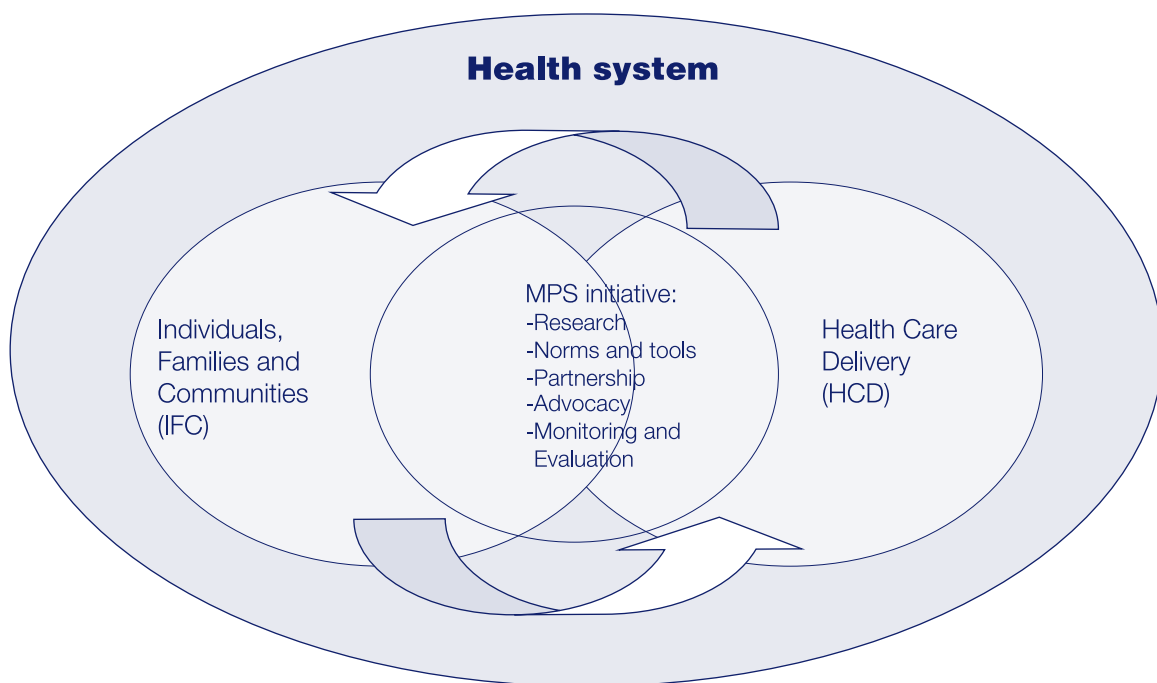 Health system
Individuals,
Families and
Communities
(IFC)
MPS initiative:
-Research
-Norms and tools
-Partnership
-Advocacy
-Monitoring and
Evaluation
Health Care
Delivery
(HCD)